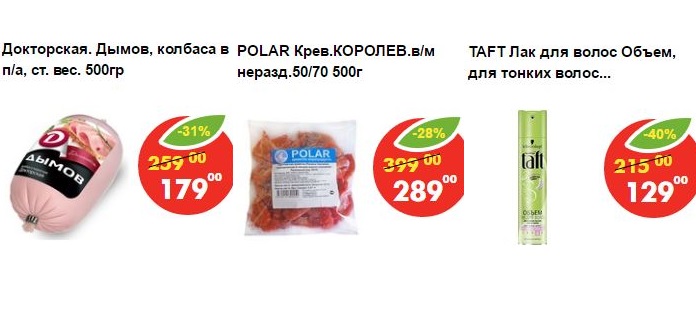 Докторская. Дымов, колбаса в
п/а, ст. вес. 500гр
-31%
259 00
179 00
ДЫМОВ
POLAR Крев.КОРОЛЕВ.в/м
неразд.50/70 500г
-28%
399 00
289 00
POLAR
TAFT Лак для волос Объем,
для тонких волос...
-40%
215 00
129 00
taft
ОБЪЕМ